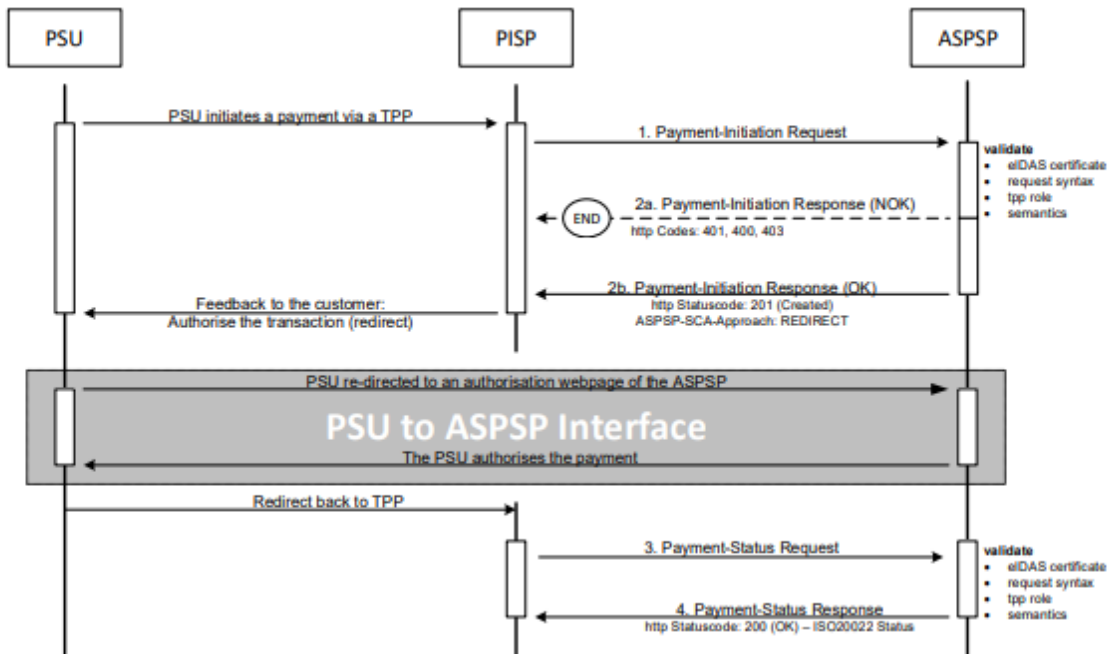 PSU
PISP
ASPSP
PSU initiates a payment via a TPP
1. Payment-Initiation Request
validate
• eIDAS certificate
• request syntax
• tpp role
• semantics
2a. Payment-Initiation Response (NOK)
END
http Codes: 401, 400, 403
2b. Payment-Initiation Response (OK)
http Statuscode: 201 (Created)
ASPSP-SCA-Approach: REDIRECT
Feedback to the customer:
Authorise the transaction (redirect)
PSU re-directed to an authorisation webpage of the ASPSP
PSU to ASPSP Interface
The PSU authorises the payment
Redirect back to TPP
3. Payment-Status Request
validate
• eIDAS certificate
• request syntax
• tpp role
• semantics
4. Payment-Status Response
http Statuscode: 200 (OK) – ISO20022 Status